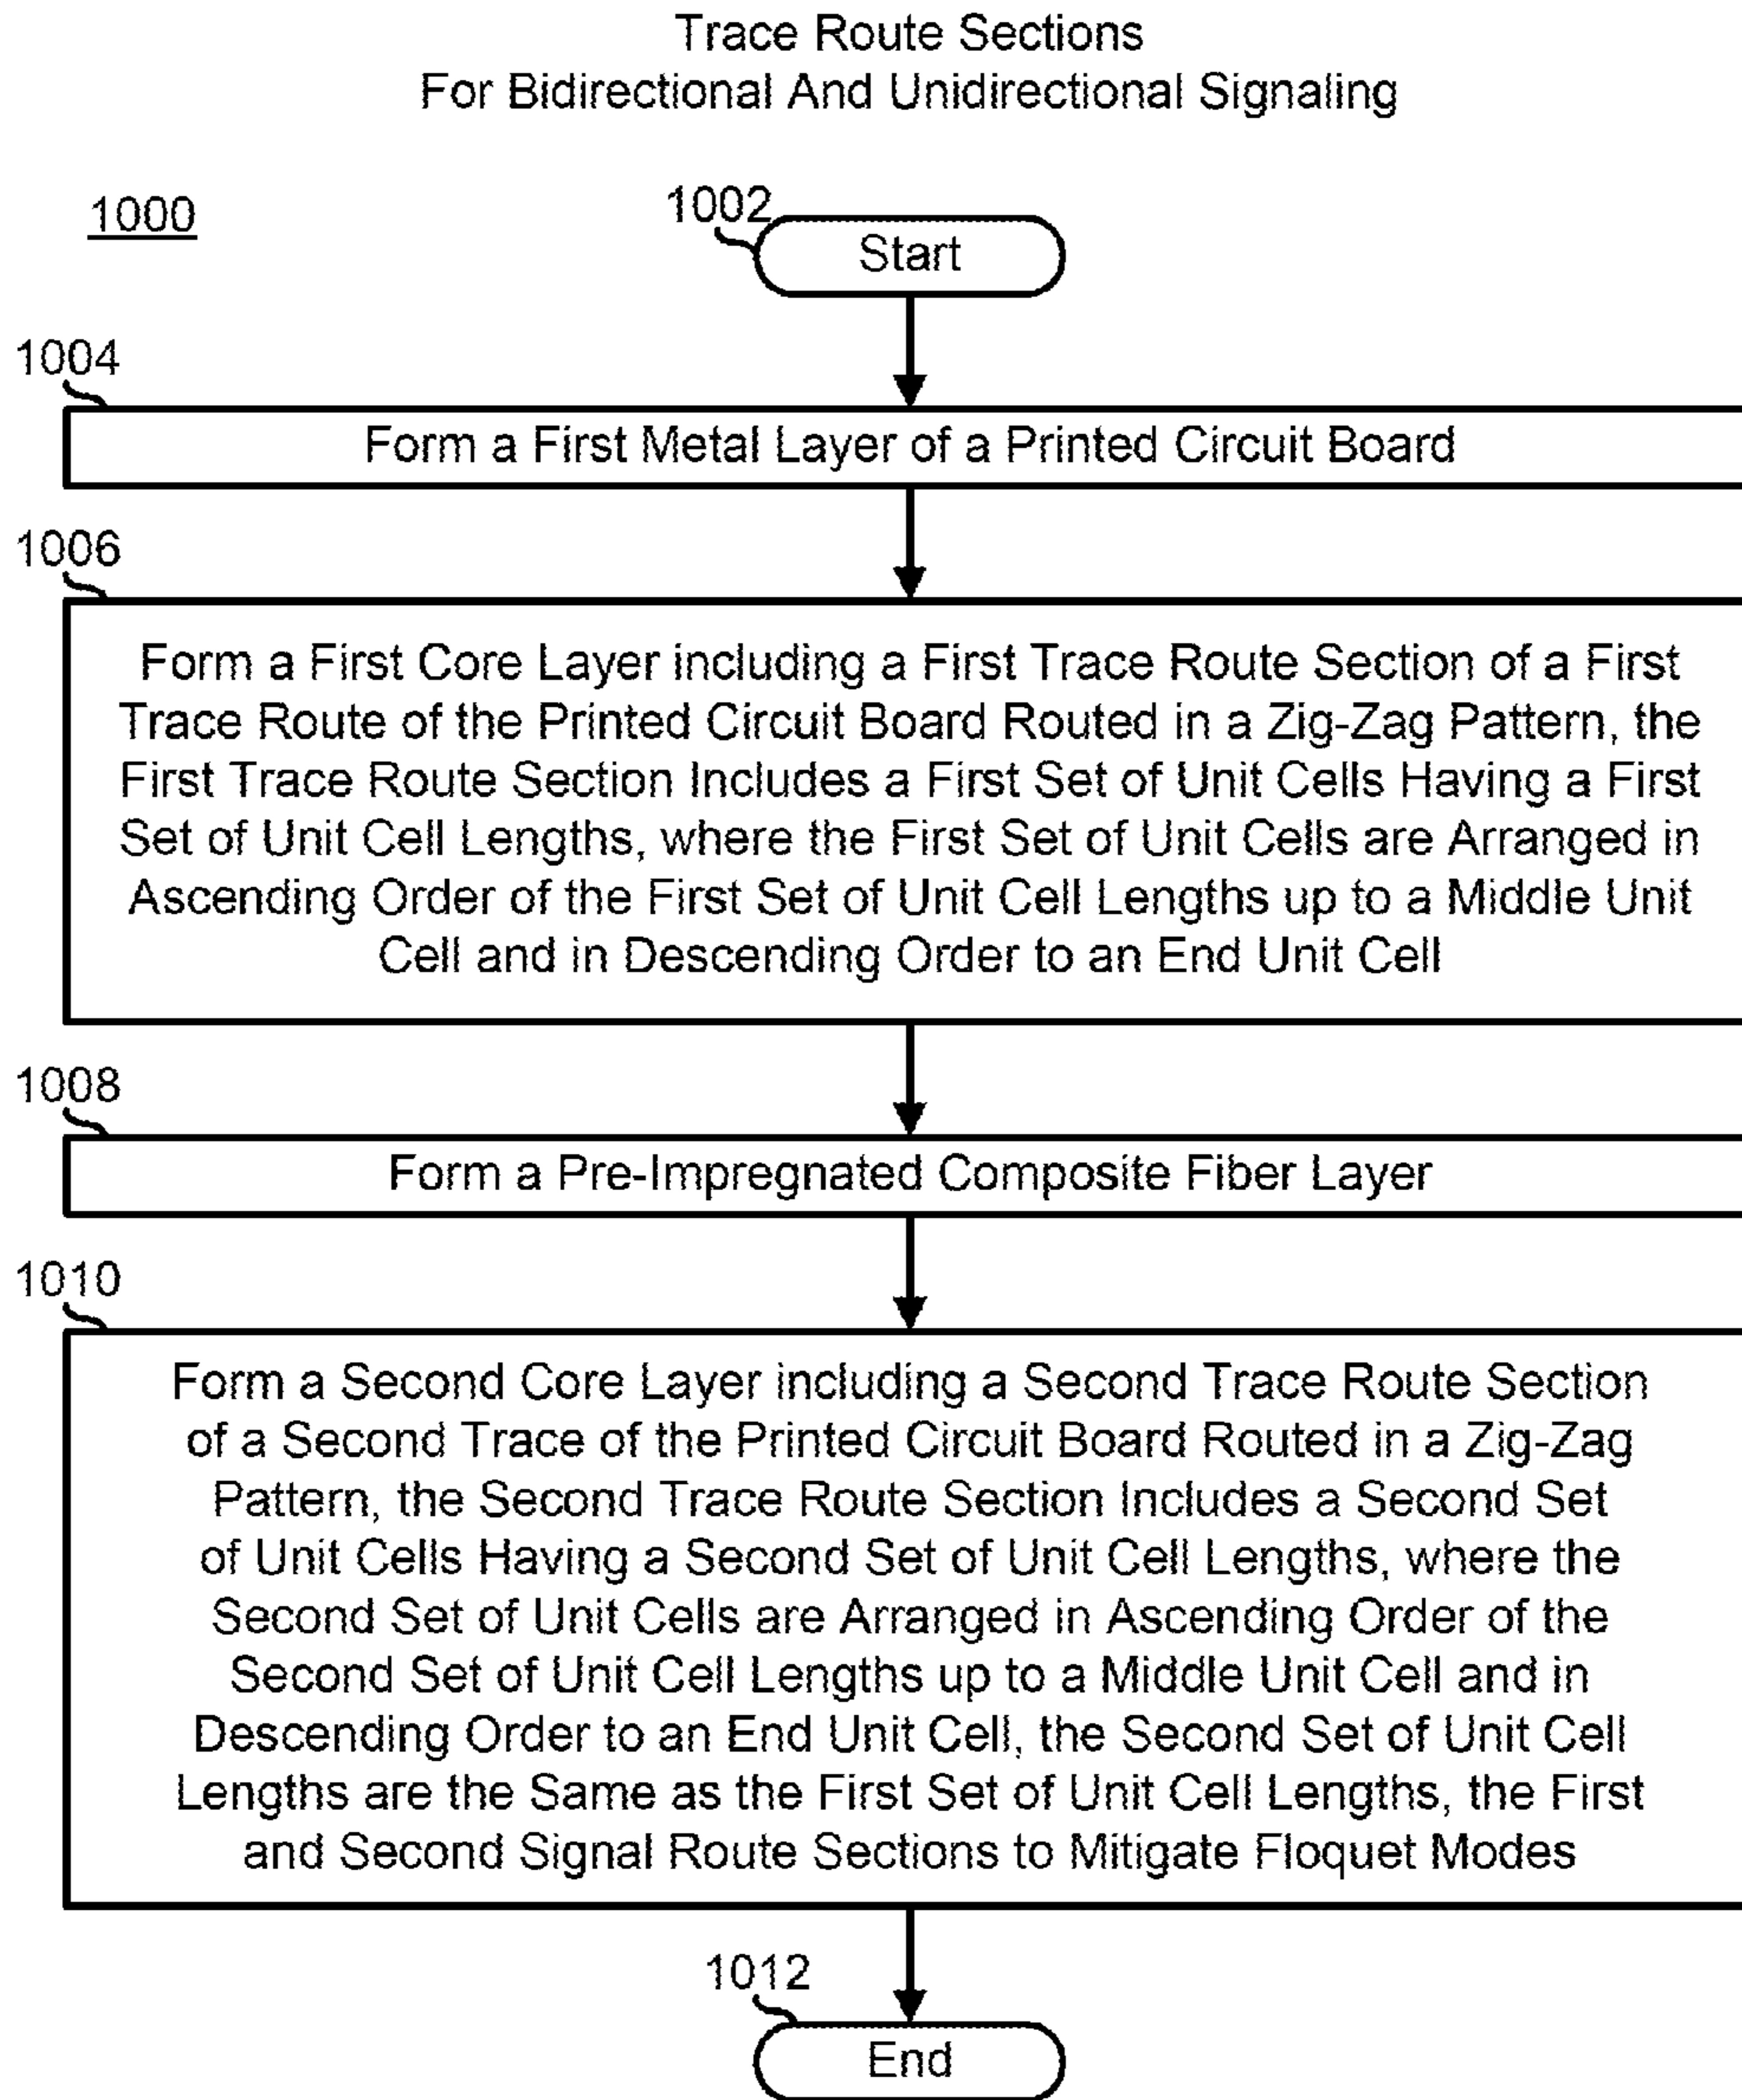 Trace Route Sections
For Bidirectional And Unidirectional Signaling
1000
1002
Start
1004
Form a First Metal Layer of a Printed Circuit Board
1006
Form a First Core Layer including a First Trace Route Section of a First
Trace Route of the Printed Circuit Board Routed in a Zig-Zag Pattern, the
First Trace Route Section Includes a First Set of Unit Cells Having a First
Set of Unit Cell Lengths, where the First Set of Unit Cells are Arranged in
Ascending Order of the First Set of Unit Cell Lengths up to a Middle Unit
Cell and in Descending Order to an End Unit Cell
1008
Form a Pre-Impregnated Composite Fiber Layer
1010
Form a Second Core Layer including a Second Trace Route Section
of a Second Trace of the Printed Circuit Board Routed in a Zig-Zag
Pattern, the Second Trace Route Section Includes a Second Set
of Unit Cells Having a Second Set of Unit Cell Lengths, where the
Second Set of Unit Cells are Arranged in Ascending Order of the
Second Set of Unit Cell Lengths up to a Middle Unit Cell and in
Descending Order to an End Unit Cell, the Second Set of Unit Cell
Lengths are the Same as the First Set of Unit Cell Lengths, the First
and Second Signal Route Sections to Mitigate Floquet Modes
1012
End